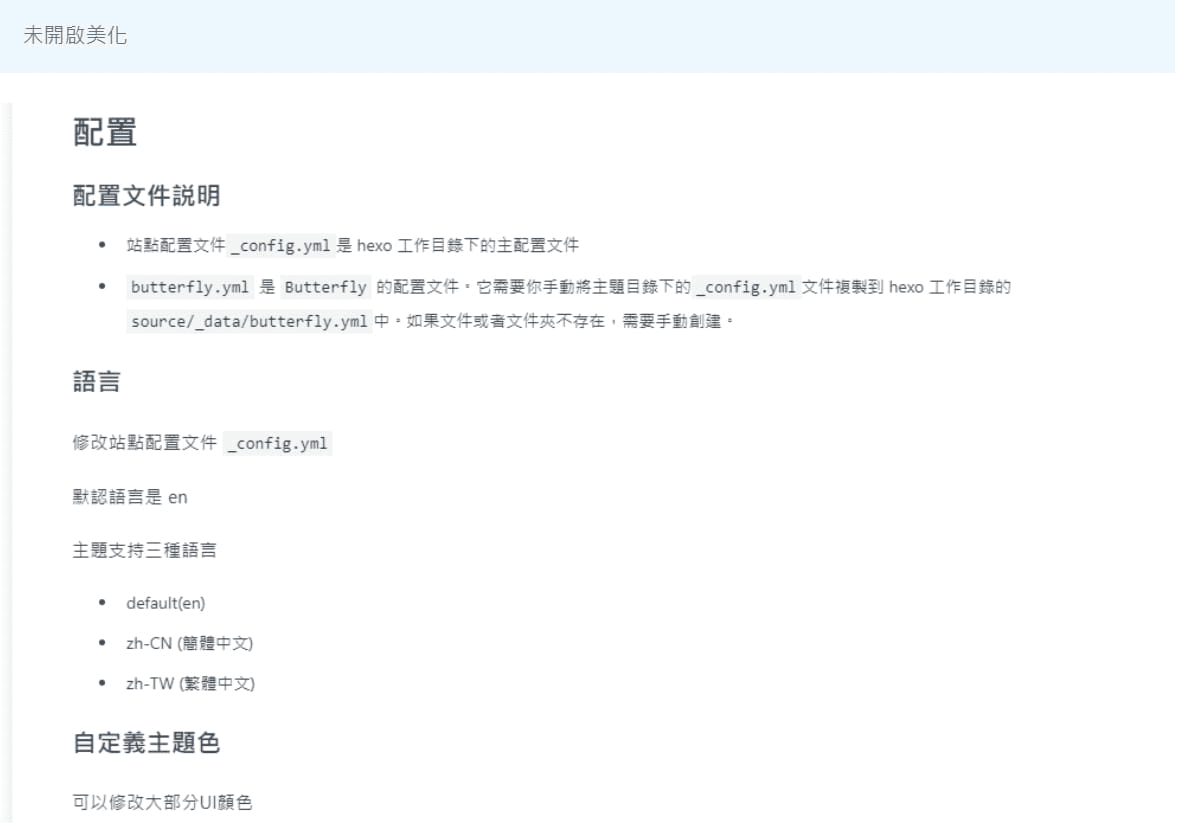 未開啟美化
配置
配置文件説明
站點配置文件 _config.yml 是 hexo 工作目錄下的主配置文件
butterfly.yml 是 Butterfly 的配置文件。它需要你手動將主題目錄下的 _config.yml 文件複製到 hexo 工作目錄的
source/_data/butterfly.yml 中。如果文件或者文件夾不存在，需要手動創建。
語言
修改站點配置文件 _config.yml
默認語言是 en
主題支持三種語言
default(en)
zh-CN (簡體中文)
zh-TW (繁體中文)
自定義主題色
可以修改大部分UI顏色